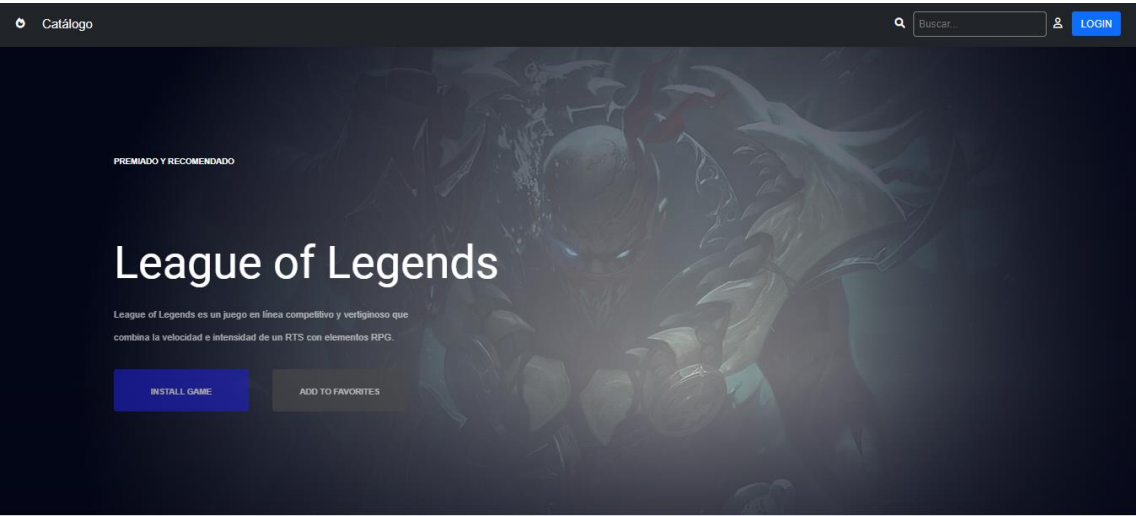 Catálogo
Buscar...
LOGIN
PREMIADO Y RECOMENDADO
League of Legends
League of Legends es un juego en línea competitivo y vertiginoso que
combina la velocidad e intensidad de un RTS con elementos RPG.
INSTALL GAME
ADD TO FAVORITES